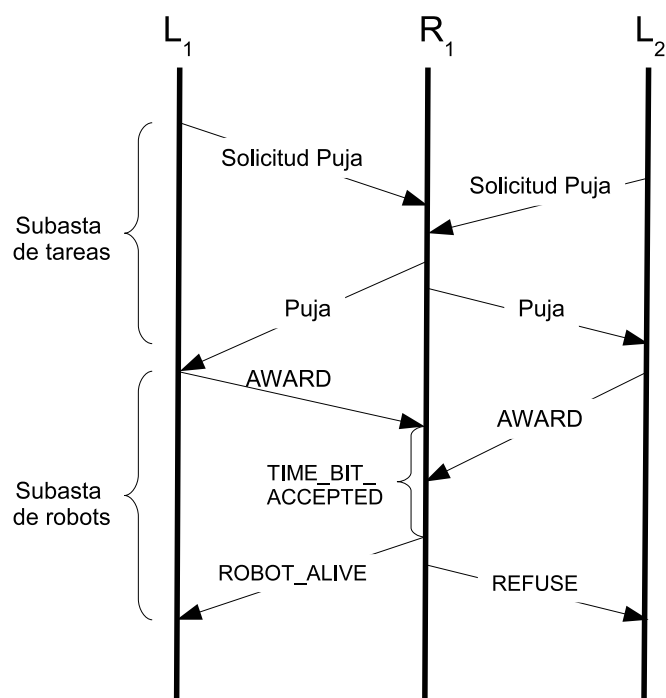 L1
R1
L2
Solicitud Puja
Solicitud Puja
Subasta
de tareas
Puja
Puja
AWARD
AWARD
TIME_BIT_
ACCEPTED
Subasta
de robots
ROBOT_ALIVE
REFUSE